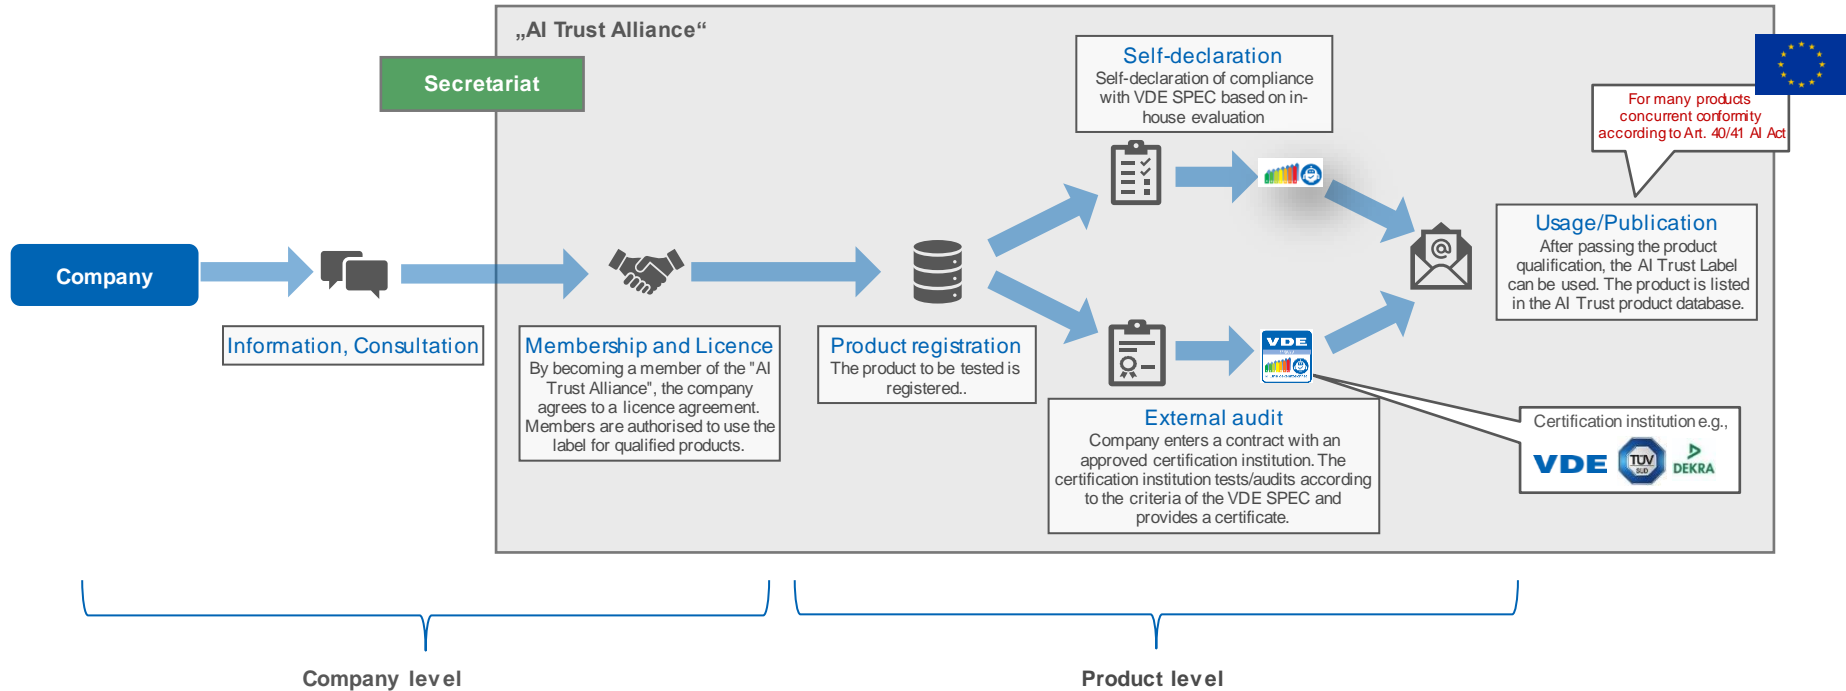 „AI Trust Alliance“
Secretariat
Company
Information, Consultation
Membership and Licence
By becoming a member of the "AI
Trust Alliance", the company
agrees to a licence agreement.
Members are authorised to use the
label for qualified products.
Product registration
The product to be tested is
registered..
Self-declaration
Self-declaration of compliance
with VDE SPEC based on in-
house evaluation
External audit
Company enters a contract with an
approved certification institution. The
certification institution tests/audits according
to the criteria of the VDE SPEC and
provides a certificate.
VDE
For many products
concurrent conformity
according to Art. 40/41 AI Act
@
Usage/Publication
After passing the product
qualification, the AI Trust Label
can be used. The product is listed
in the AI Trust product database.
Certification institution e.g.,
VDE
TÜV
SÜD
DEKRA
Company level
Product level